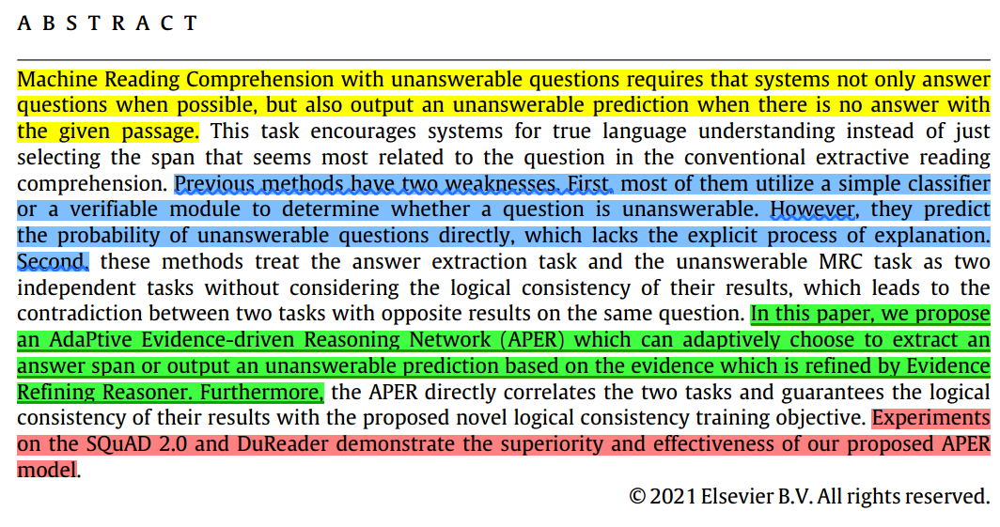 A B S T R A C T
Machine Reading Comprehension with unanswerable questions requires that systems not only answer
questions when possible, but also output an unanswerable prediction when there is no answer with
the given passage. This task encourages systems for true language understanding instead of just
selecting the span that seems most related to the question in the conventional extractive reading
comprehension. Previous methods have two weaknesses. First, most of them utilize a simple classifier
or a verifiable module to determine whether a question is unanswerable. However, they predict
the probability of unanswerable questions directly, which lacks the explicit process of explanation.
Second, these methods treat the answer extraction task and the unanswerable MRC task as two
independent tasks without considering the logical consistency of their results, which leads to the
contradiction between two tasks with opposite results on the same question. In this paper, we propose
an AdaPtive Evidence-driven Reasoning Network (APER) which can adaptively choose to extract an
answer span or output an unanswerable prediction based on the evidence which is refined by Evidence
Refining Reasoner. Furthermore, the APER directly correlates the two tasks and guarantees the logical
consistency of their results with the proposed novel logical consistency training objective. Experiments
on the SQuAD 2.0 and DuReader demonstrate the superiority and effectiveness of our proposed APER
model.
© 2021 Elsevier B.V. All rights reserved.